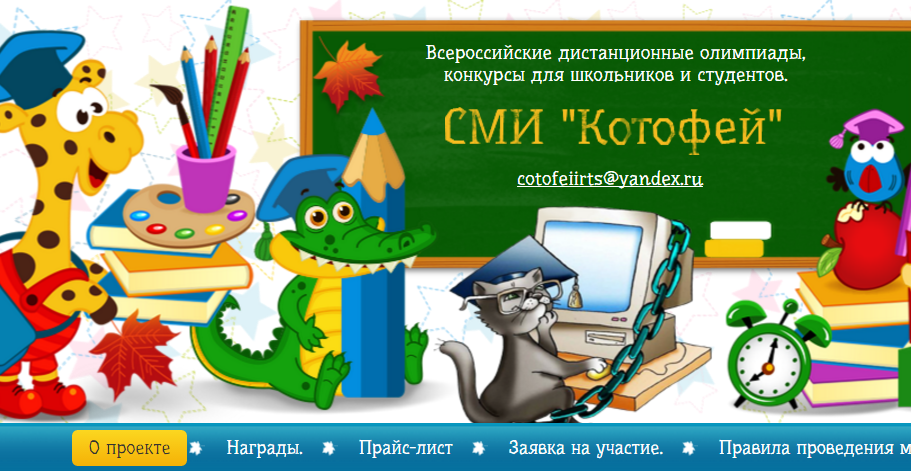 Всероссийские дистанционные олимпиады,
конкурсы для школьников и студентов.
СМИ "Котофей"
cotofeiirts@yandex.ru
О проекте Награды. Прайс-лист Заявка на участие. Правила проведения м